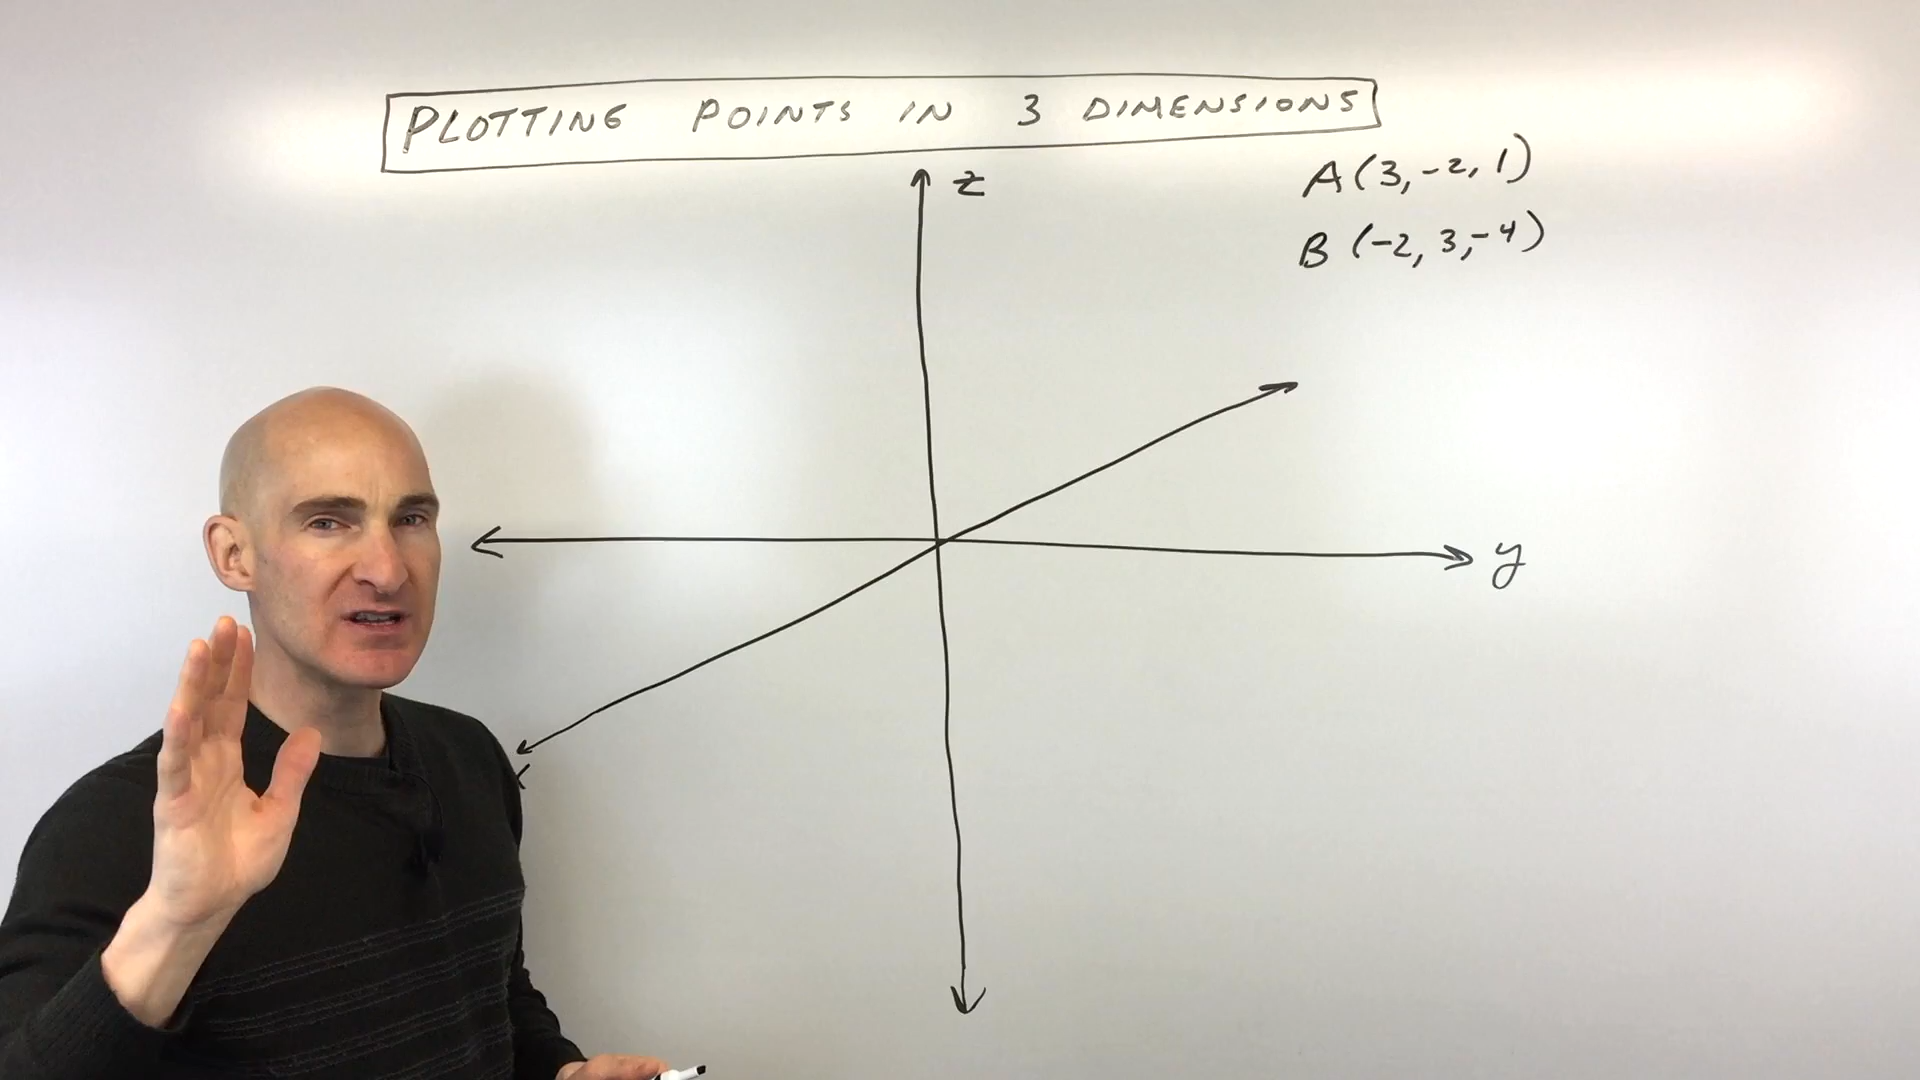 PLOTTING POINTS IN 3 DIMENSIONS
A (3, -2, 1)
B (-2, 3, -4)
z
y
x